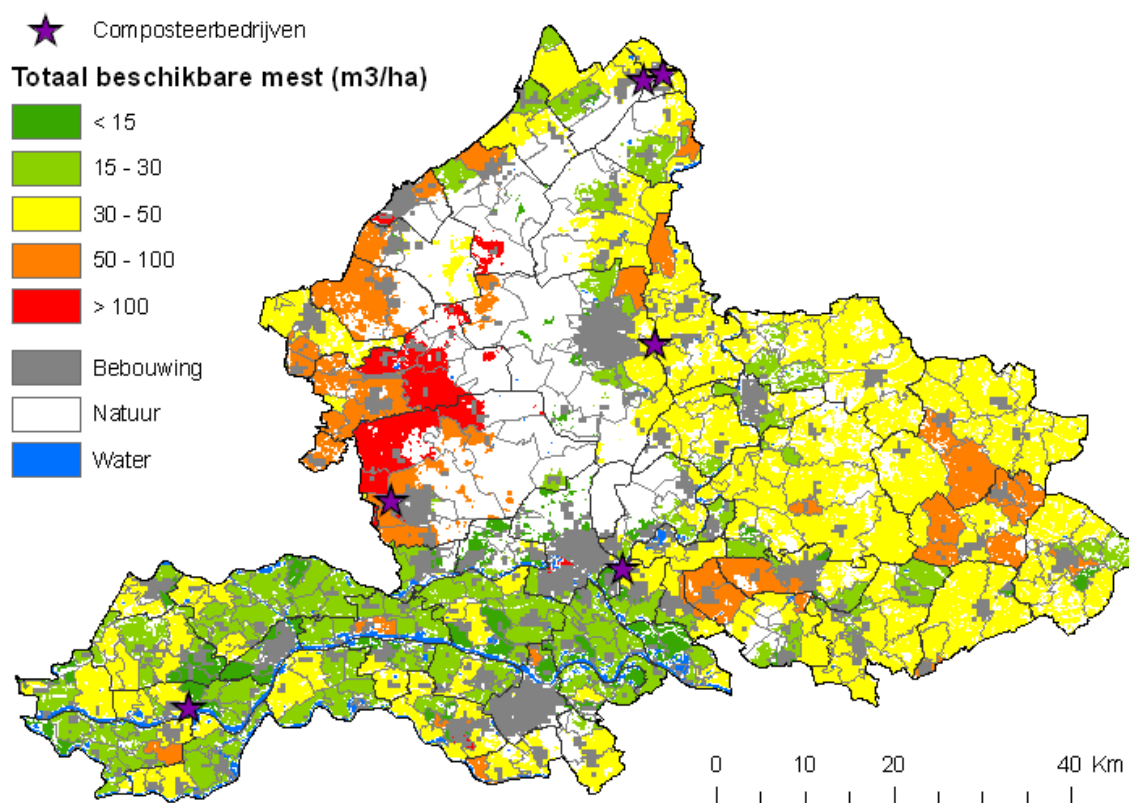 Composteerbedrijven
Totaal beschikbare mest (m3/ha)
< 15
15 - 30
30 - 50
50 - 100
> 100
Bebouwing
Natuur
Water
0 10 20 40 Km